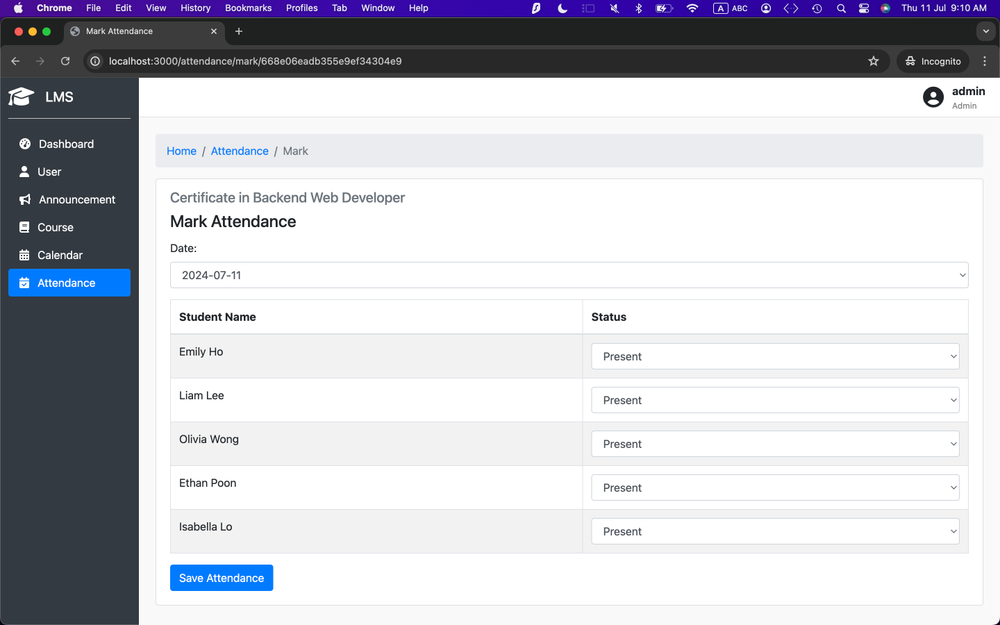 Chrome File Edit View History Bookmarks Profiles Tab Window Help A ABC Thu 11 Jul 9:10 AM
Mark Attendance
localhost:3000/attendance/mark/668e06eadb355e9ef34304e9 Incognito
LMS
admin
Admin
Dashboard
User
Announcement
Course
Calendar
Attendance
Home / Attendance / Mark
Certificate in Backend Web Developer
Mark Attendance
Date:
2024-07-11
Student Name Status
Emily Ho Present
Liam Lee Present
Olivia Wong Present
Ethan Poon Present
Isabella Lo Present
Save Attendance